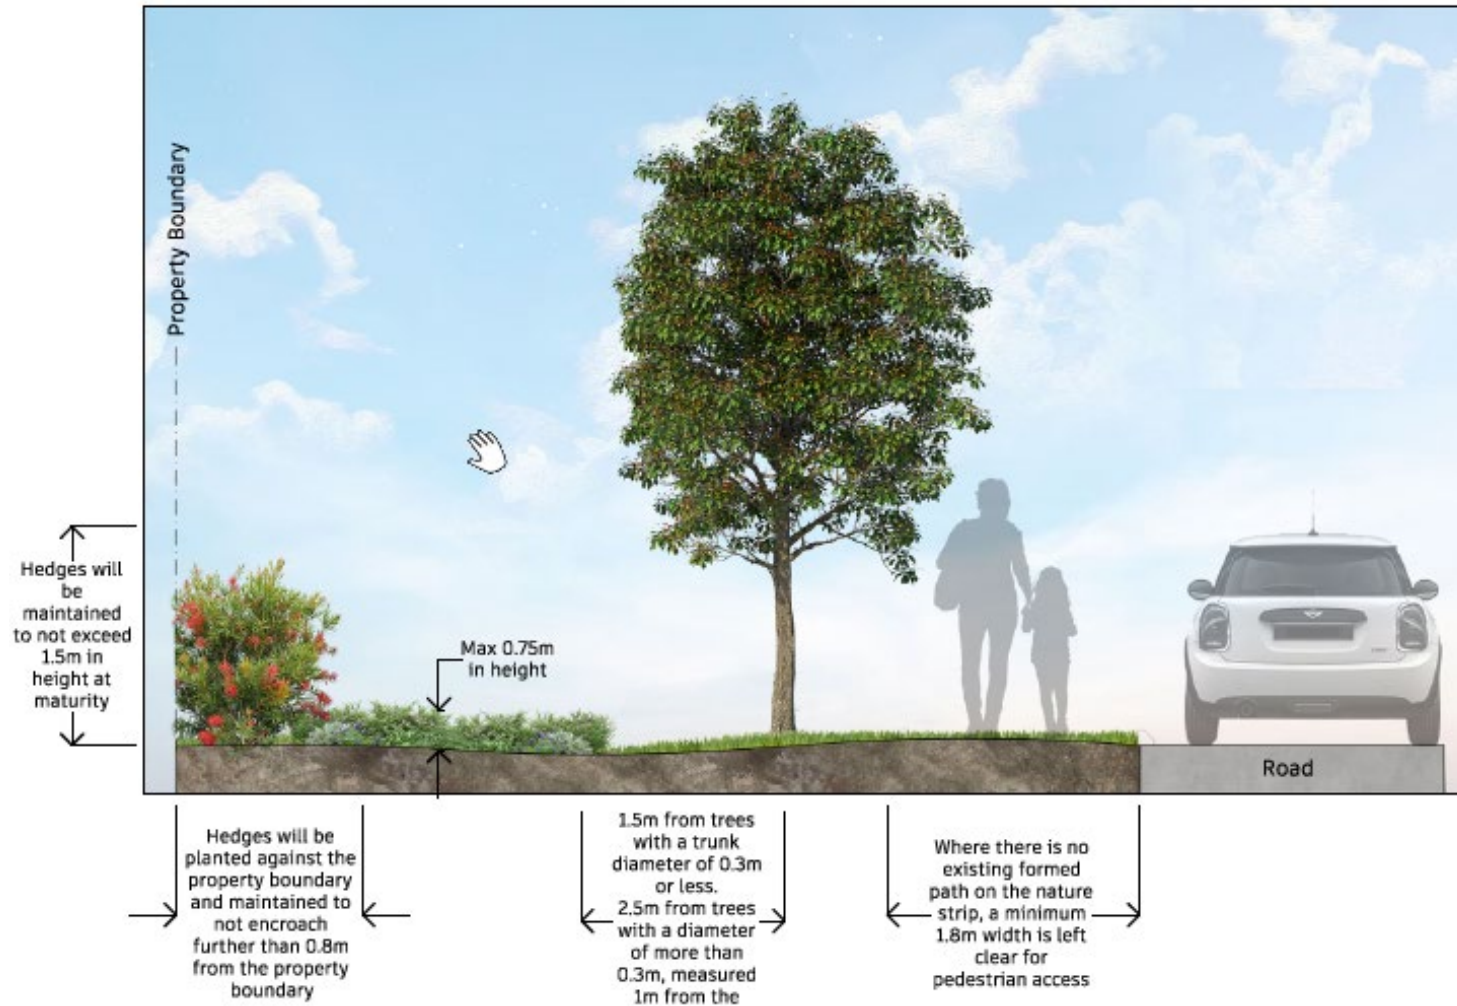 Property Boundary
Hedges will
be
maintained
to not exceed
1.5m in
height at
maturity
Max 0.75m
in height
Road
Hedges will be
planted against the
property boundary
and maintained to
not encroach
further than 0.8m
from the property
boundary
1.5m from trees
with a trunk
diameter of 0.3m
or less.
2.5m from trees
with a diameter
of more than
0.3m, measured
1m from the
Where there is no
existing formed
path on the nature
strip, a minimum
1.8m width is left
clear for
pedestrian access